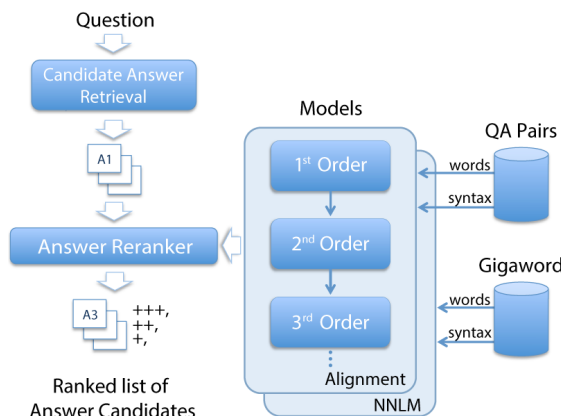 Question
Candidate Answer
Retrieval
A1
Answer Reranker
A3
+++,
++,
+,
Ranked list of
Answer Candidates
Models
1st Order
2nd Order
3rd Order
Alignment
NNLM
QA Pairs
words
syntax
Gigaword
words
syntax